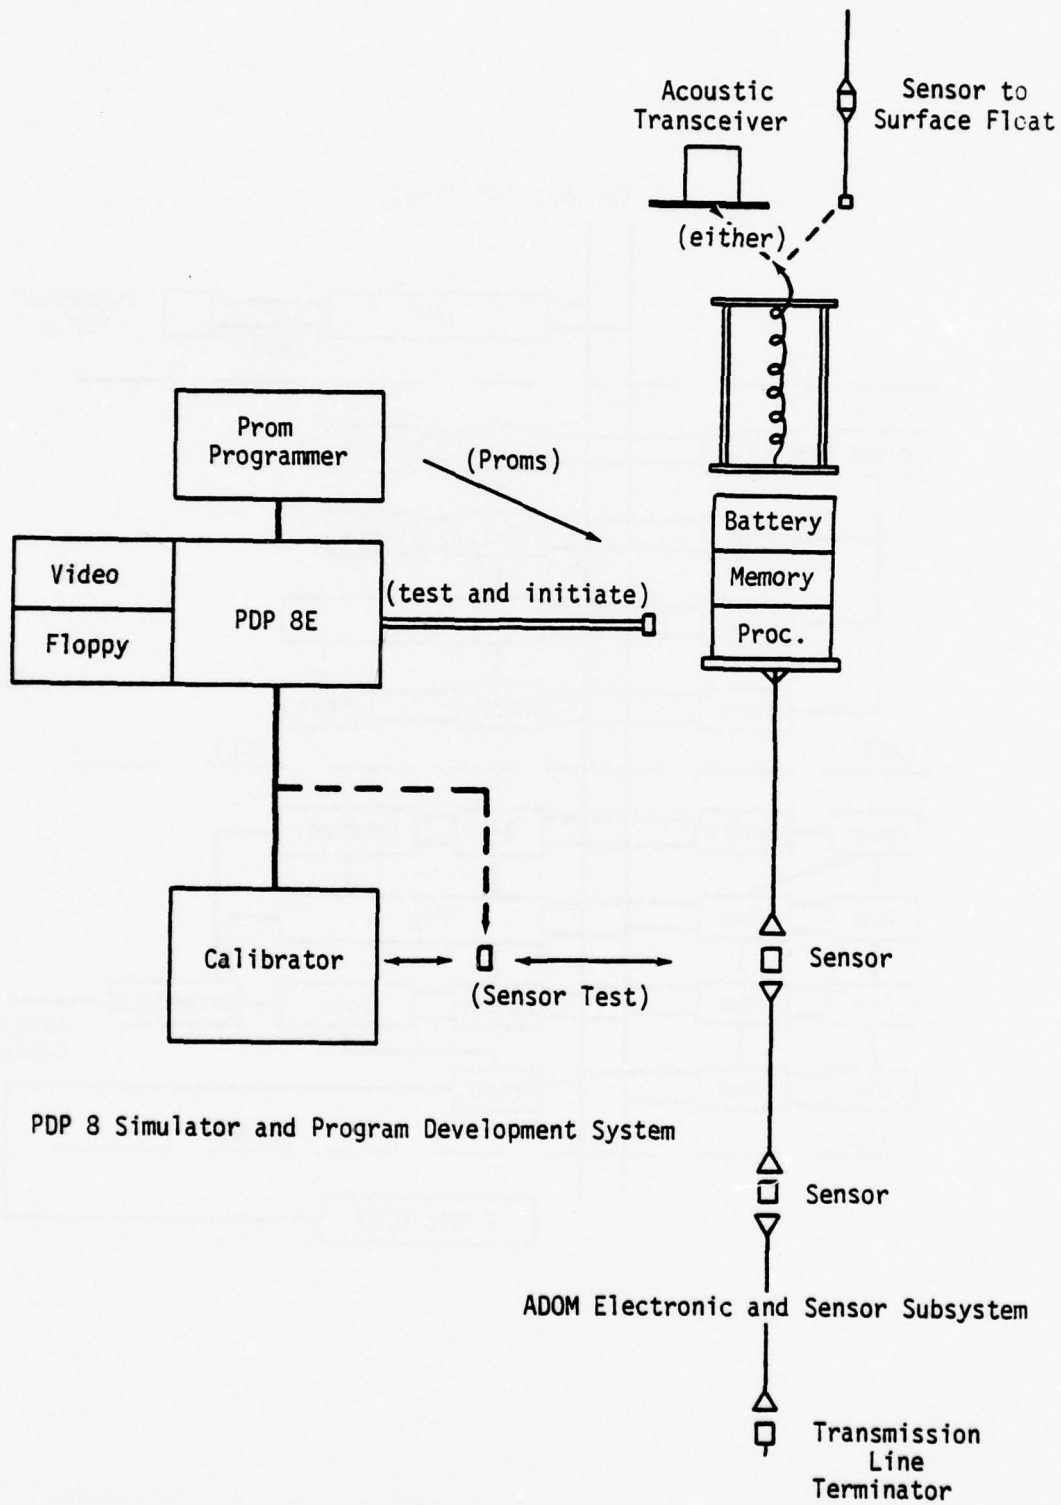 Acoustic
Transceiver
Sensor to
Surface Float
(either)
Prom
Programmer
(Proms)
Battery
Memory
Proc.
Video
Floppy
PDP 8E
(test and initiate)
Calibrator
(Sensor Test)
Sensor
PDP 8 Simulator and Program Development System
Sensor
ADOM Electronic and Sensor Subsystem
Transmission
Line
Terminator